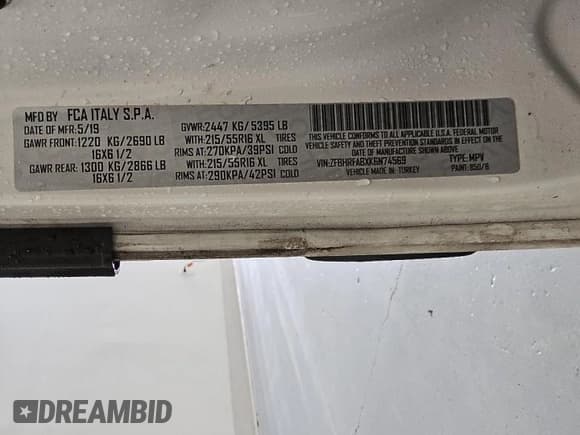 MFD BY FCA ITALY S.P.A.
DATE OF MFR:5/19 GVWR:2447 KG/5395 LB
GAWR FRONT:1220 KG/2690 LB WITH:215/55R16 XL TIRES
16X6 1/2 RIMS AT:270KPA/39PSI COLD
GAWR REAR:1300 KG/2866 LB WITH:215/55R16 XL TIRES
16X6 1/2 RIMS AT:290KPA/42PSI COLD
THIS VEHICLE CONFORMS TO ALL APPLICABLE U.S.A. FEDERAL MOTOR
VEHICLE SAFETY, BUMPER, AND THEFT PREVENTION STANDARDS IN EFFECT ON THE
DATE OF MANUFACTURE SHOWN ABOVE
VIN: TYPE:MPV
VEHICLE MADE IN: TURKEY PAINT:
DREAMBID